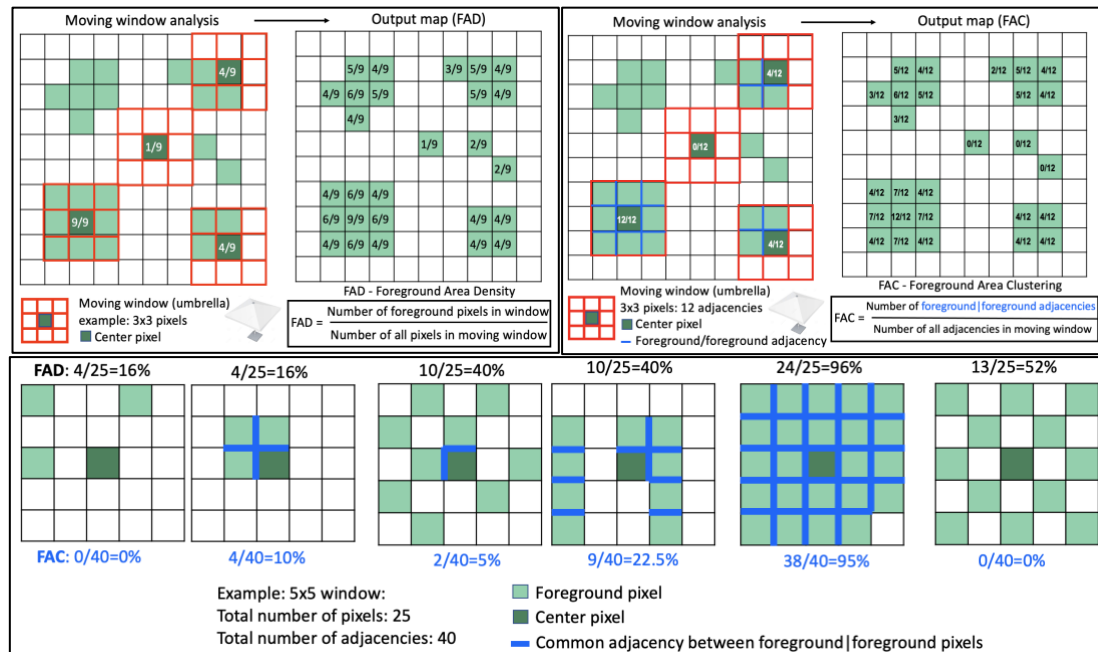 Moving window analysis
Output map (FAD)
4/9
1/9
9/9
4/9
5/9 4/9 3/9 5/9 4/9
4/9 6/9 5/9 5/9 4/9
4/9
1/9 2/9
2/9
4/9 6/9 4/9
6/9 9/9 6/9 4/9 4/9
4/9 6/9 4/9 4/9 4/9
Moving window (umbrella)
example: 3x3 pixels
Center pixel
FAD - Foreground Area Density
FAD = Number of foreground pixels in window
Number of all pixels in moving window
Moving window analysis
Output map (FAC)
4/12
0/12
12/12
4/12
5/12 4/12 2/12 5/12 4/12
3/12 6/12 5/12 5/12 4/12
3/12
0/12 0/12
0/12
4/12 7/12 4/12
7/12 12/12 7/12 4/12 4/12
4/12 7/12 4/12 4/12 4/12
Moving window (umbrella)
3x3 pixels: 12 adjacencies
Center pixel
Foreground/foreground adjacency
FAC - Foreground Area Clustering
FAC = Number of foreground|foreground adjacencies
Number of all adjacencies in moving window
FAD: 4/25=16% 4/25=16% 10/25=40% 10/25=40% 24/25=96% 13/25=52%
FAC: 0/40=0% 4/40=10% 2/40=5% 9/40=22.5% 38/40=95% 0/40=0%
Example: 5x5 window:
Total number of pixels: 25
Total number of adjacencies: 40
Foreground pixel
Center pixel
Common adjacency between foreground|foreground pixels